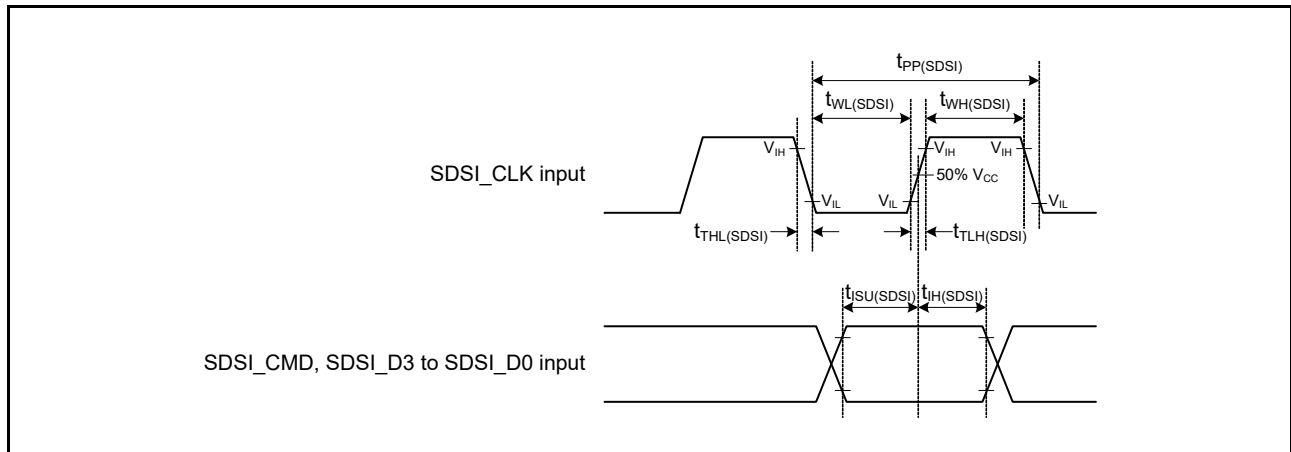 tPP(SDSI)
tWL(SDSI) tWH(SDSI)
VIH VIH VIH
SDSI_CLK input
50% VCC
VIL VIL VIL
tTHL(SDSI) tTLH(SDSI)
tISU(SDSI) tIH(SDSI)
SDSI_CMD, SDSI_D3 to SDSI_D0 input